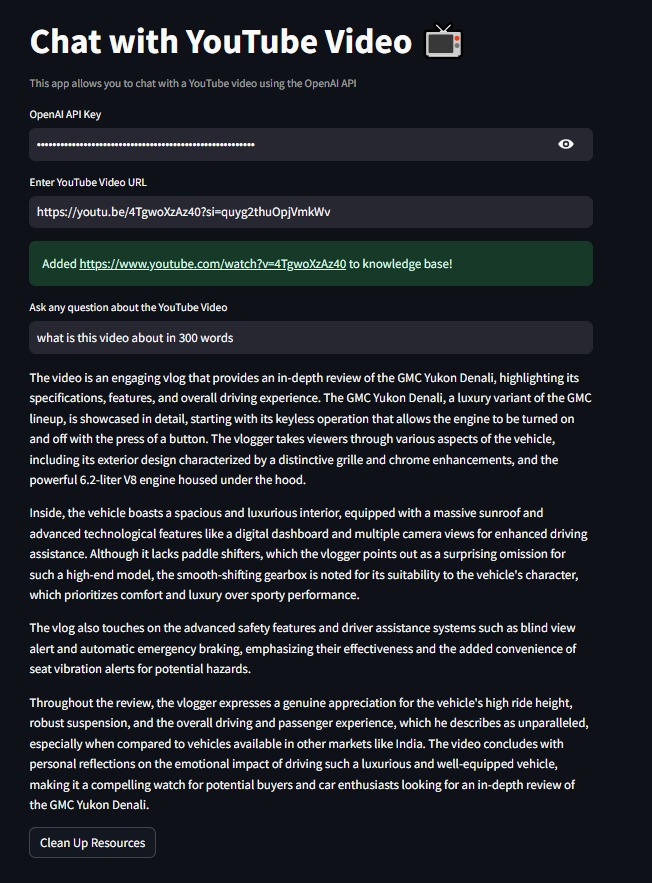 Chat with YouTube Video
This app allows you to chat with a YouTube video using the OpenAI API
OpenAI API Key
Enter YouTube Video URL
https://youtu.be/4TgwoXzAz40?si=quyg2thuOpjVmkWv
Added https://www.youtube.com/watch?v=4TgwoXzAz40 to knowledge base!
Ask any question about the YouTube Video
what is this video about in 300 words
The video is an engaging vlog that provides an in-depth review of the GMC Yukon Denali, highlighting its
specifications, features, and overall driving experience. The GMC Yukon Denali, a luxury variant of the GMC
lineup, is showcased in detail, starting with its keyless operation that allows the engine to be turned on
and off with the press of a button. The vlogger takes viewers through various aspects of the vehicle,
including its exterior design characterized by a distinctive grille and chrome enhancements, and the
powerful 6.2-liter V8 engine housed under the hood.
Inside, the vehicle boasts a spacious and luxurious interior, equipped with a massive sunroof and
advanced technological features like a digital dashboard and multiple camera views for enhanced driving
assistance. Although it lacks paddle shifters, which the vlogger points out as a surprising omission for
such a high-end model, the smooth-shifting gearbox is noted for its suitability to the vehicle's character,
which prioritizes comfort and luxury over sporty performance.
The vlog also touches on the advanced safety features and driver assistance systems such as blind view
alert and automatic emergency braking, emphasizing their effectiveness and the added convenience of
seat vibration alerts for potential hazards.
Throughout the review, the vlogger expresses a genuine appreciation for the vehicle's high ride height,
robust suspension, and the overall driving and passenger experience, which he describes as unparalleled,
especially when compared to vehicles available in other markets like India. The video concludes with
personal reflections on the emotional impact of driving such a luxurious and well-equipped vehicle,
making it a compelling watch for potential buyers and car enthusiasts looking for an in-depth review of
the GMC Yukon Denali.
Clean Up Resources